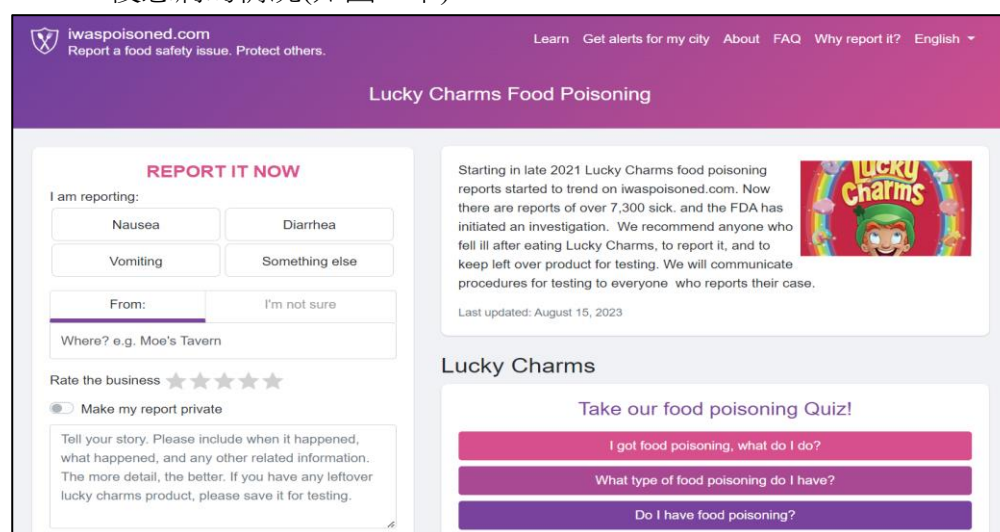 iwaspoisoned.com
Report a food safety issue. Protect others.
Learn Get alerts for my city About FAQ Why report it? English
Lucky Charms Food Poisoning
REPORT IT NOW
I am reporting:
Nausea Diarrhea
Vomiting Something else
From: I'm not sure
Where? e.g. Moe's Tavern
Rate the business
Make my report private
Tell your story. Please include when it happened,
what happened, and any other related information.
The more detail, the better. If you have any leftover
lucky charms product, please save it for testing.
Starting in late 2021 Lucky Charms food poisoning
reports started to trend on iwaspoisoned.com. Now
there are reports of over 7,300 sick. and the FDA has
initiated an investigation. We recommend anyone who
fell ill after eating Lucky Charms, to report it, and to
keep left over product for testing. We will communicate
procedures for testing to everyone who reports their case.
Last updated: August 15, 2023
LUCKY
Charms
Lucky Charms
Take our food poisoning Quiz!
I got food poisoning, what do I do?
What type of food poisoning do I have?
Do I have food poisoning?